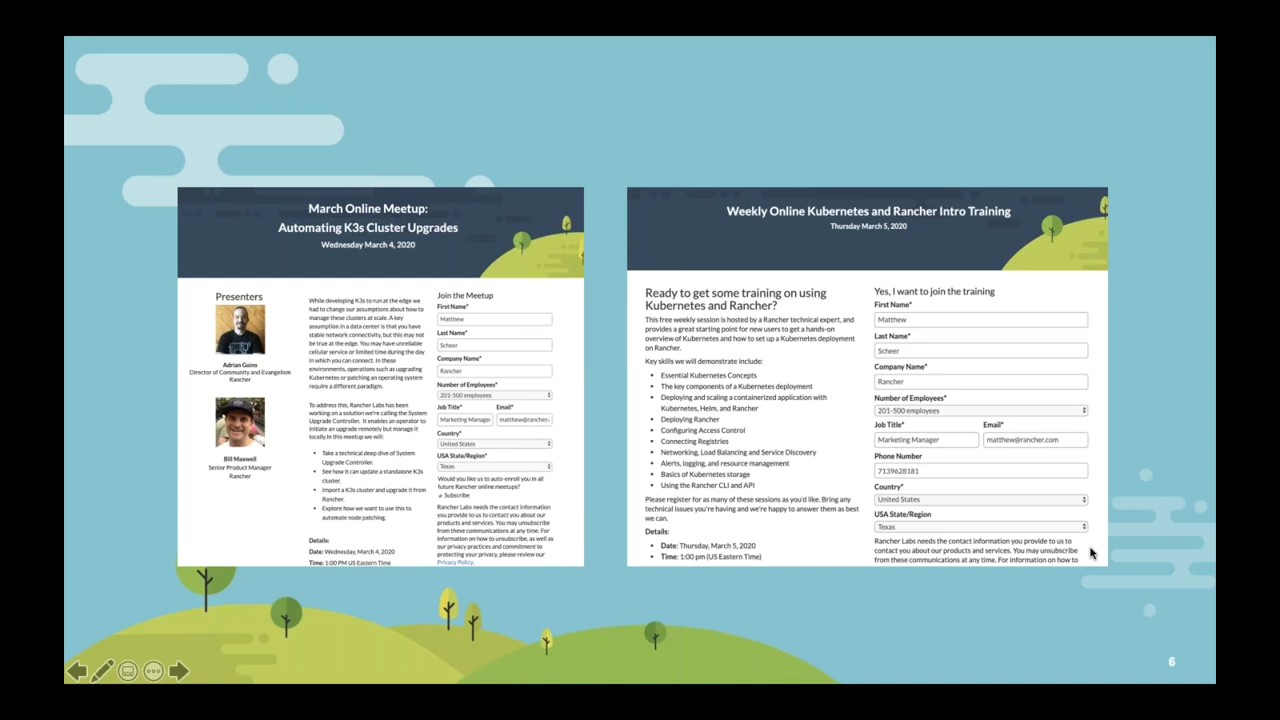 March Online Meetup:
Automating K3s Cluster Upgrades
Wednesday March 4, 2020
Presenters
Adrian Goins
Director of Community and Evangelism
Rancher
Bill Maxwell
Senior Product Manager
Rancher
While developing K3s to run at the edge we
had to change our assumptions about how to
manage these clusters at scale. A key
assumption in a data center is that you have
stable network connectivity, but this may not
be true at the edge. You may have unreliable
cellular service or limited time during the day
in which you can connect. In these
environments, operations such as upgrading
Kubernetes or patching an operating system
require a different paradigm.
To address this, Rancher Labs has been
working on a solution we're calling the System
Upgrade Controller. It enables an operator to
initiate an upgrade remotely but manage it
locally.In this meetup we will:
• Take a technical deep dive of System
Upgrade Controller.
• See how it can update a standalone K3s
cluster.
• Import a K3s cluster and upgrade it from
Rancher.
• Explore how we want to use this to
automate node patching.
Details:
Date: Wednesday, March 4, 2020
Time: 1:00 PM US Eastern Time
Join the Meetup
First Name*
Matthew
Last Name*
Scheer
Company Name*
Rancher
Number of Employees*
201-500 employees
Job Title* Email*
Marketing Manager matthew@rancher.
Country*
United States
USA State/Region*
Texas
Would you like us to auto-enroll you in all
future Rancher online meetups?
Subscribe
Rancher Labs needs the contact information
you provide to us to contact you about our
products and services. You may unsubscribe
from these communications at any time. For
information on how to unsubscribe, as well as
our privacy practices and commitment to
protecting your privacy, please review our
Privacy Policy.
Weekly Online Kubernetes and Rancher Intro Training
Thursday March 5, 2020
Ready to get some training on using
Kubernetes and Rancher?
This free weekly session is hosted by a Rancher technical expert, and
provides a great starting point for new users to get a hands-on
overview of Kubernetes and how to set up a Kubernetes deployment
on Rancher.
Key skills we will demonstrate include:
• Essential Kubernetes Concepts
• The key components of a Kubernetes deployment
• Deploying and scaling a containerized application with
Kubernetes, Helm, and Rancher
• Deploying Rancher
• Configuring Access Control
• Connecting Registries
• Networking, Load Balancing and Service Discovery
• Alerts, logging, and resource management
• Basics of Kubernetes storage
• Using the Rancher CLI and API
Please register for as many of these sessions as you'd like. Bring any
technical issues you're having and we're happy to answer them as best
we can.
Details:
• Date: Thursday, March 5, 2020
• Time: 1:00 pm (US Eastern Time)
Yes, I want to join the training
First Name*
Matthew
Last Name*
Scheer
Company Name*
Rancher
Number of Employees*
201-500 employees
Job Title* Email*
Marketing Manager matthew@rancher.com
Phone Number
7139628181
Country*
United States
USA State/Region
Texas
Rancher Labs needs the contact information you provide to us to
contact you about our products and services. You may unsubscribe
from these communications at any time. For information on how to
6